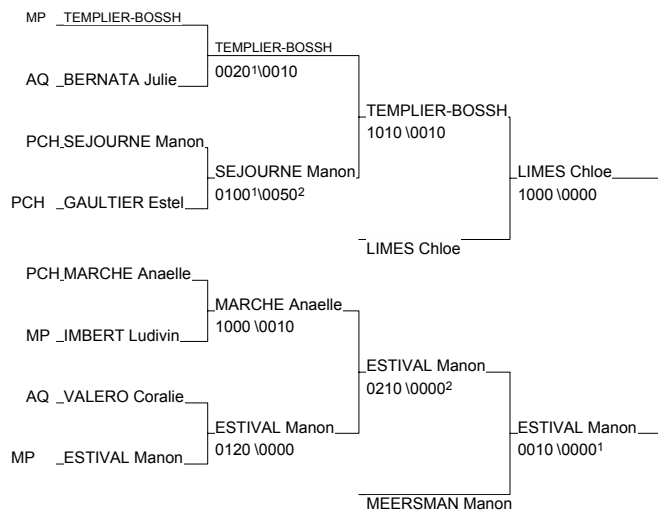 MP TEMPLIER-BOSSH
TEMPLIER-BOSSH
0020¹\0010
AQ BERNATA Julie
TEMPLIER-BOSSH
1010 \0010
PCH SEJOURNE Manon
SEJOURNE Manon
0100¹\0050²
LIMES Chloe
1000 \0000
PCH GAULTIER Estel
LIMES Chloe
PCH MARCHE Anaelle
MARCHE Anaelle
1000 \0010
MP IMBERT Ludivin
ESTIVAL Manon
0210 \0000²
AQ VALERO Coralie
ESTIVAL Manon
0120 \0000
ESTIVAL Manon
0010 \0000¹
MP ESTIVAL Manon
MEERSMAN Manon